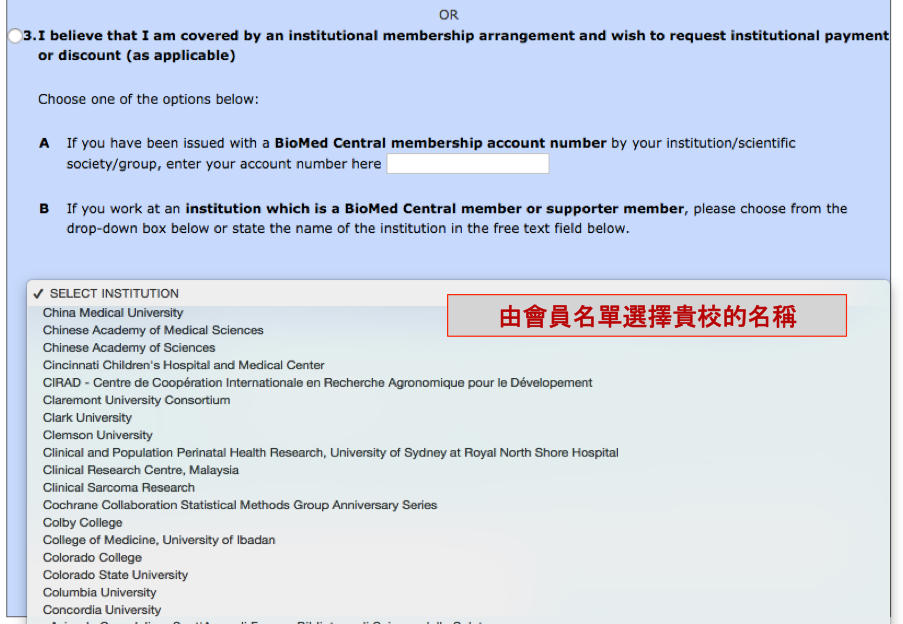 OR
3. I believe that I am covered by an institutional membership arrangement and wish to request institutional payment
or discount (as applicable)
Choose one of the options below:
A If you have been issued with a BioMed Central membership account number by your institution/scientific
society/group, enter your account number here
B If you work at an institution which is a BioMed Central member or supporter member, please choose from the
drop-down box below or state the name of the institution in the free text field below.
✓ SELECT INSTITUTION
由會員名單選擇貴校的名稱
China Medical University
Chinese Academy of Medical Sciences
Chinese Academy of Sciences
Cincinnati Children's Hospital and Medical Center
CIRAD - Centre de Coopération Internationale en Recherche Agronomique pour le Dévelopement
Claremont University Consortium
Clark University
Clemson University
Clinical and Population Perinatal Health Research, University of Sydney at Royal North Shore Hospital
Clinical Research Centre, Malaysia
Clinical Sarcoma Research
Cochrane Collaboration Statistical Methods Group Anniversary Series
Colby College
College of Medicine, University of Ibadan
Colorado College
Colorado State University
Columbia University
Concordia University